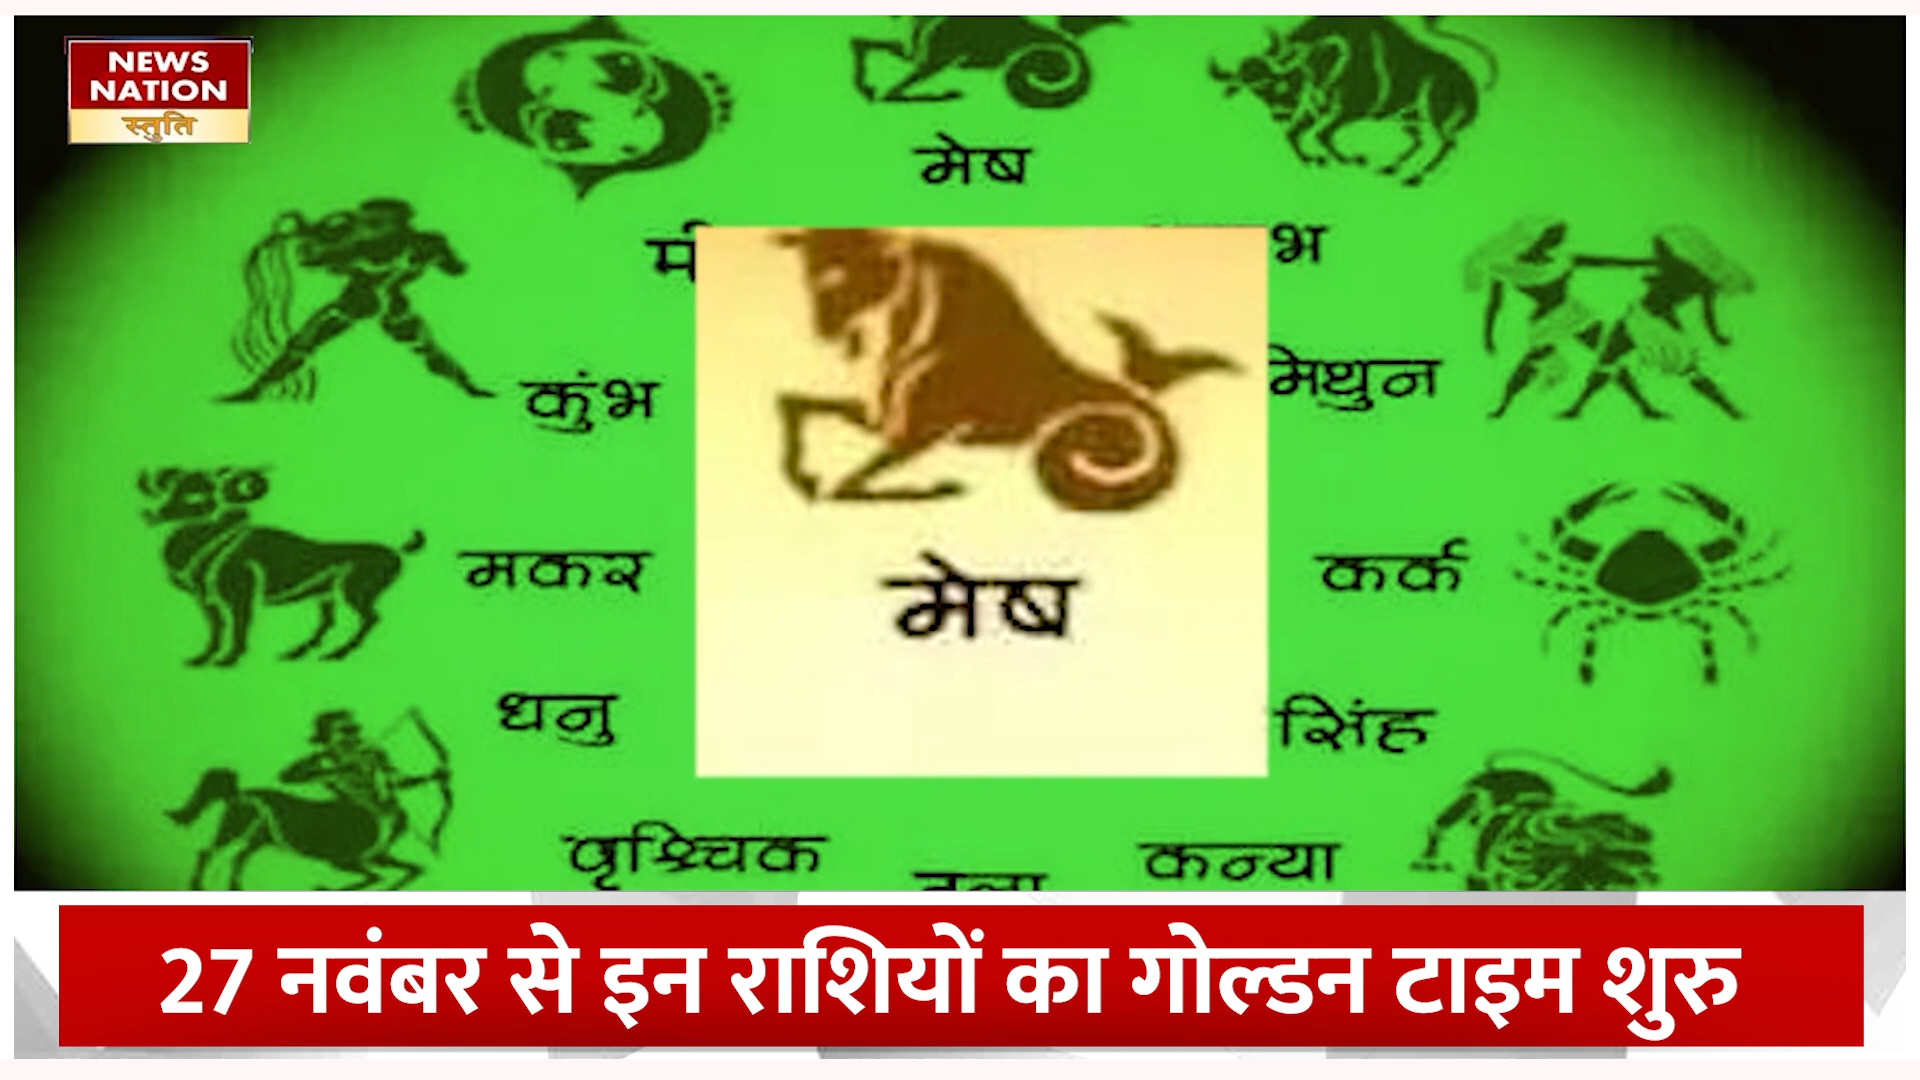 NEWS
NATION
स्तुति
मेष
मिथुन
कुंभ
मेष
मकर
कर्क
धनु
सिंह
वृश्चिक
कन्या
27 नवंबर से इन राशियों का गोल्डन टाइम शुरु